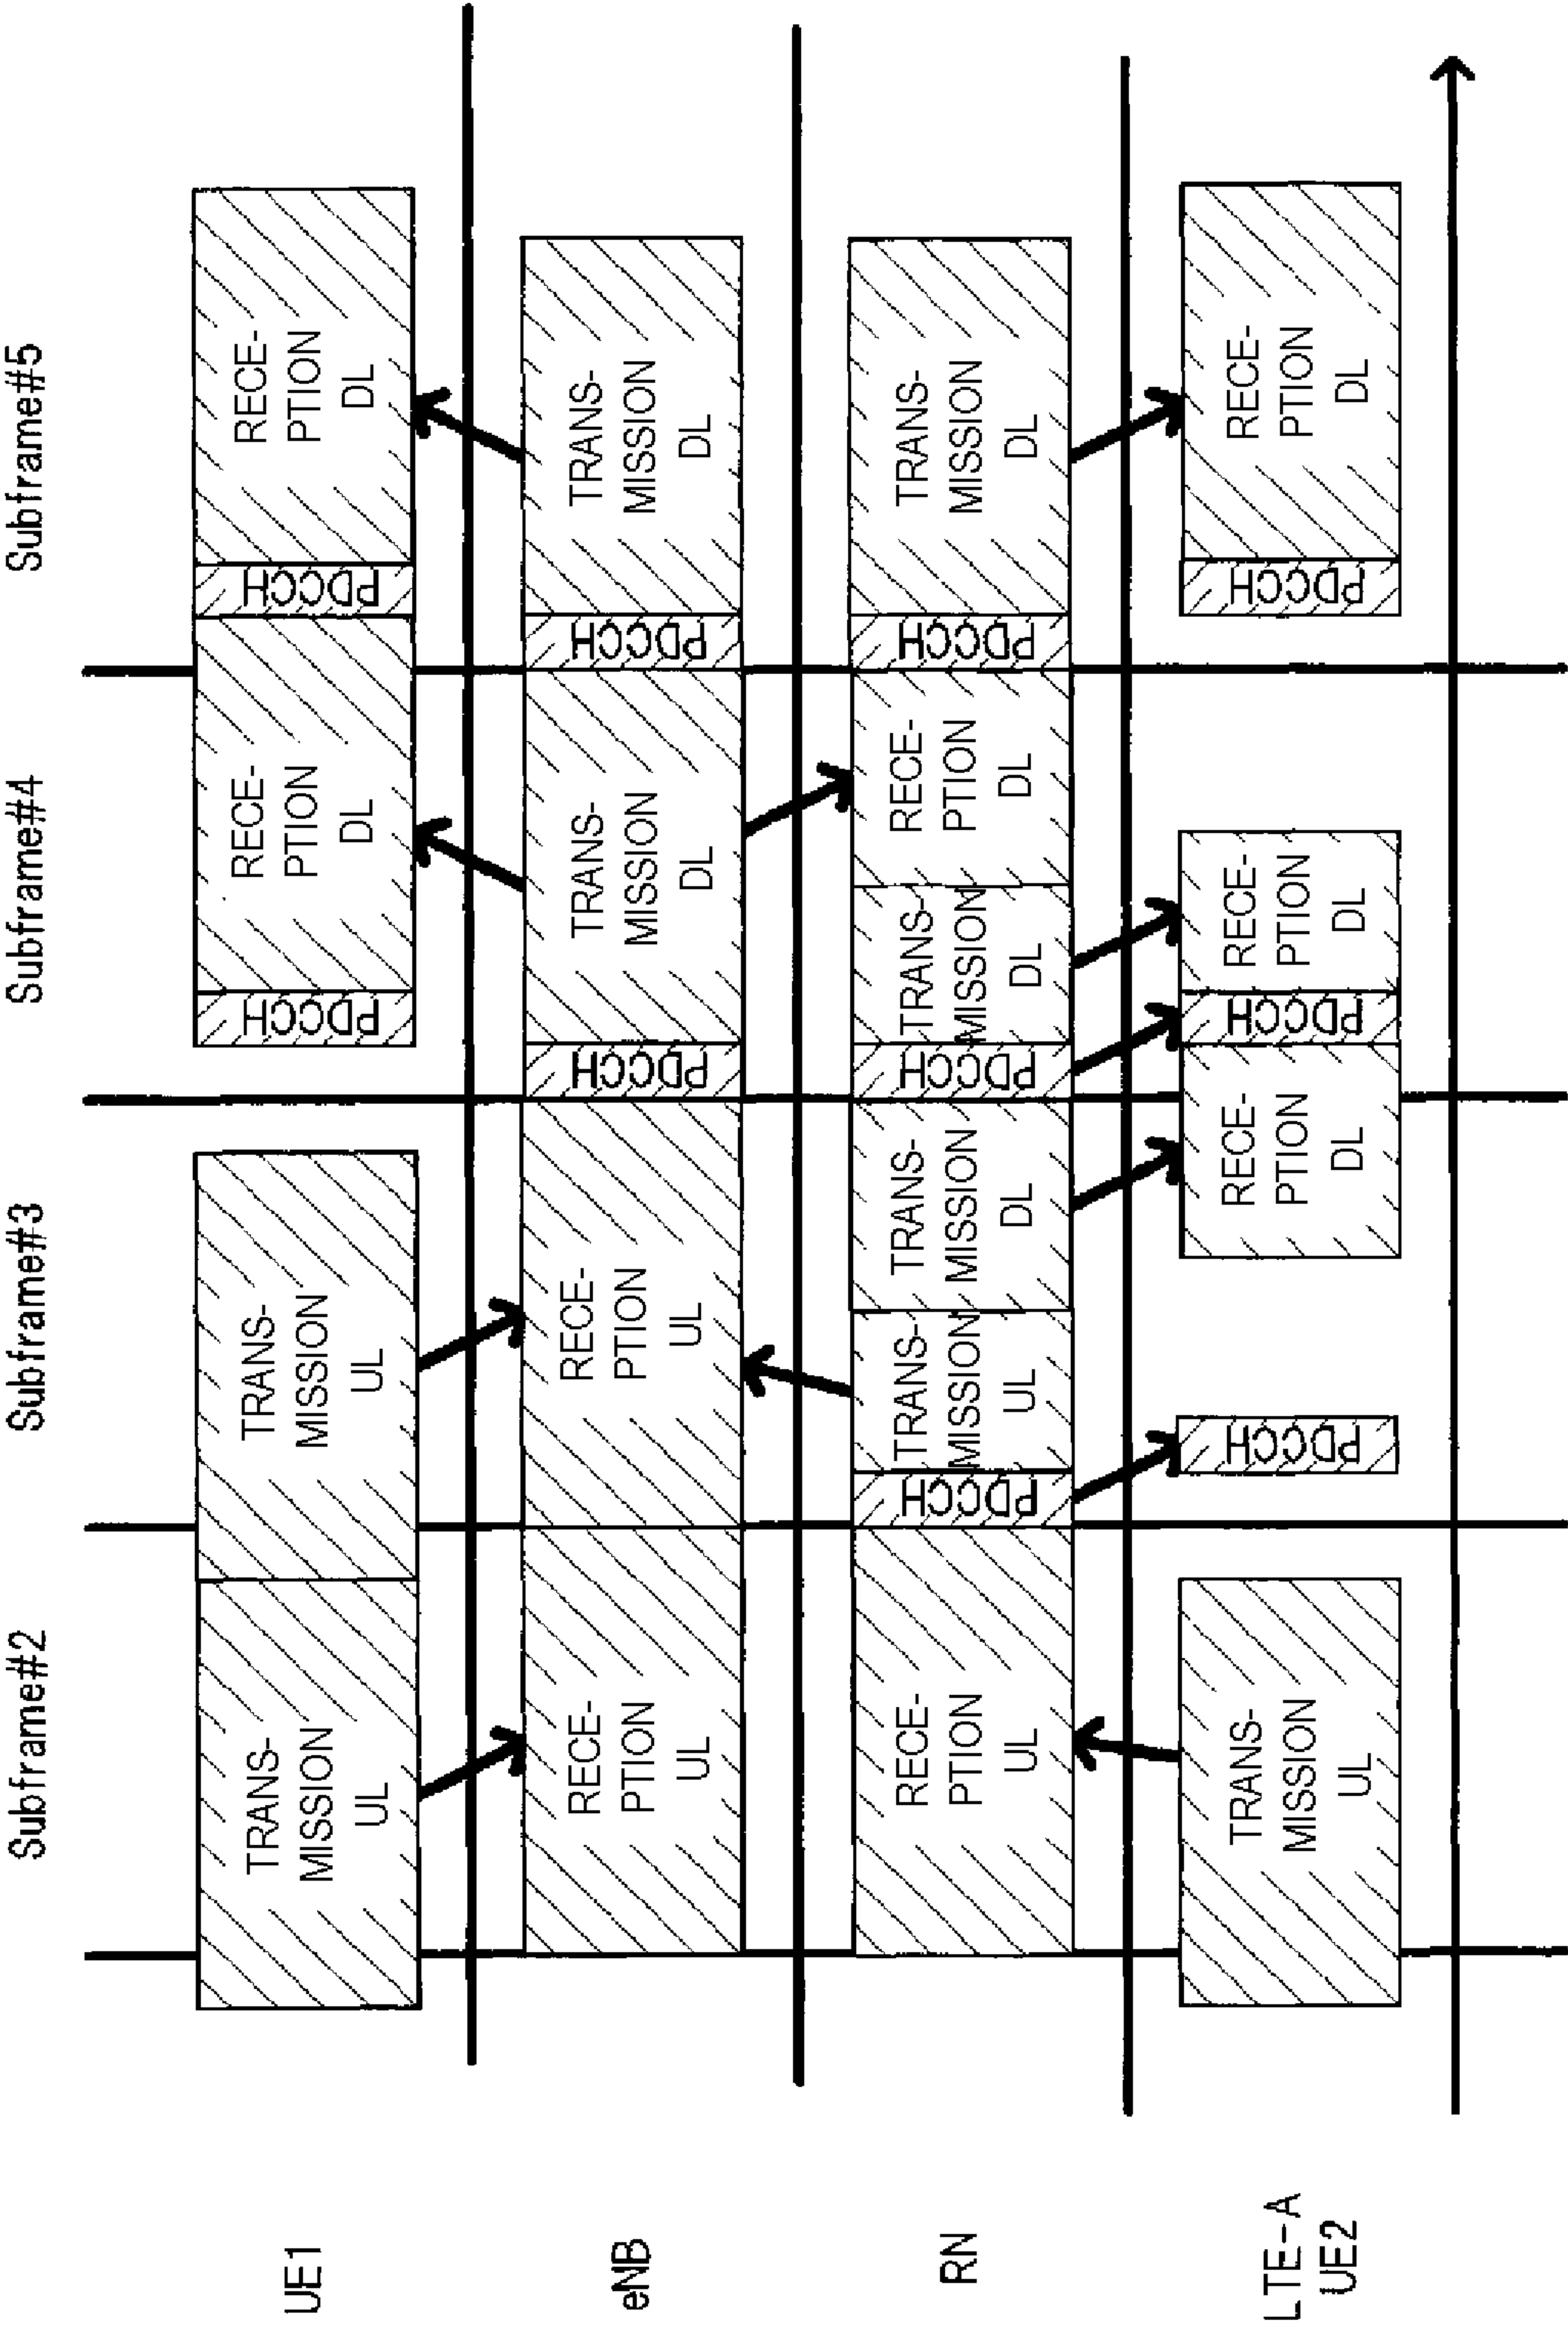 Subframe#2
Subframe#3
Subframe#4
Subframe#5
UE1
TRANS-
MISSION
UL
TRANS-
MISSION
UL
PDCCH
RECE-
PTION
DL
PDCCH
RECE-
PTION
DL
eNB
RECE-
PTION
UL
RECE-
PTION
UL
PDCCH
TRANS-
MISSION
DL
PDCCH
TRANS-
MISSION
DL
RN
RECE-
PTION
UL
PDCCH
TRANS-
MISSION
UL
TRANS-
MISSION
DL
PDCCH
TRANS-
MISSION
DL
RECE-
PTION
DL
PDCCH
TRANS-
MISSION
DL
LTE-A
UE2
TRANS-
MISSION
UL
PDCCH
RECE-
PTION
DL
PDCCH
RECE-
PTION
DL
PDCCH
RECE-
PTION
DL